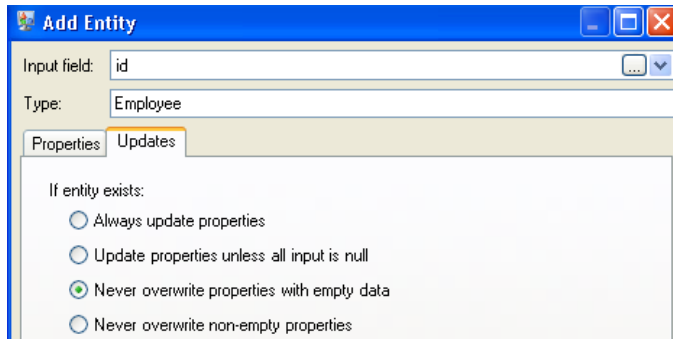 Add Entity
Input field: id ...
Type: Employee
Properties Updates
If entity exists:
Always update properties
Update properties unless all input is null
Never overwrite properties with empty data
Never overwrite non-empty properties